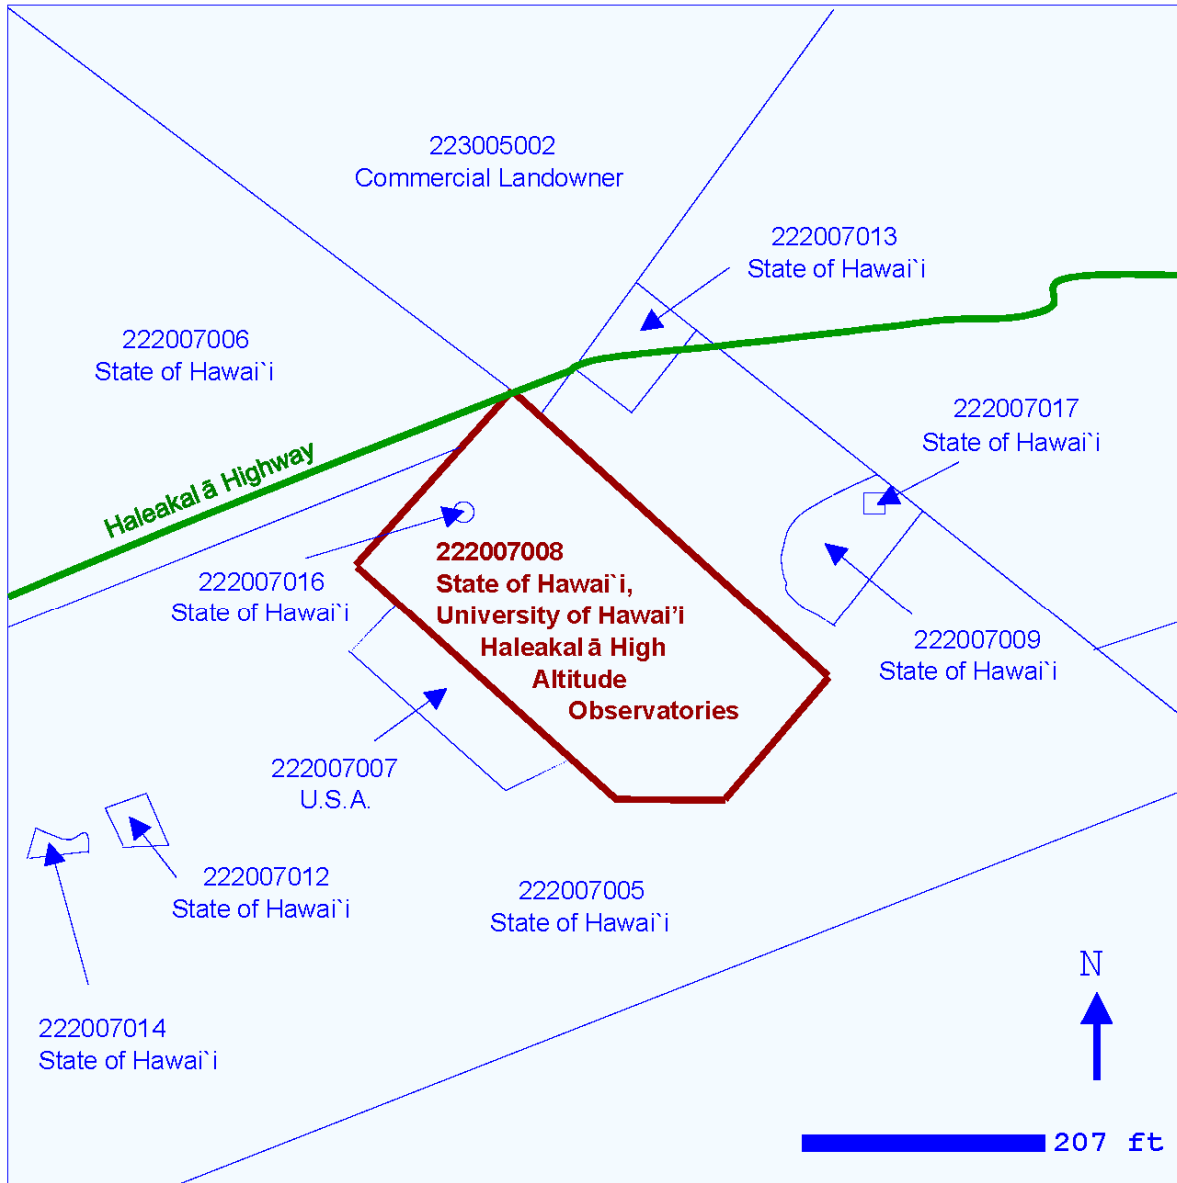 223005002
Commercial Landowner
222007013
State of Hawai`i
222007006
State of Hawai`i
222007017
State of Hawai`i
Haleakalā Highway
222007008
State of Hawai`i,
University of Hawai’i
Haleakalā High
Altitude
Observatories
222007016
State of Hawai`i
222007009
State of Hawai`i
222007007
U.S.A.
222007012
State of Hawai`i
222007005
State of Hawai`i
222007014
State of Hawai`i
N
207 ft